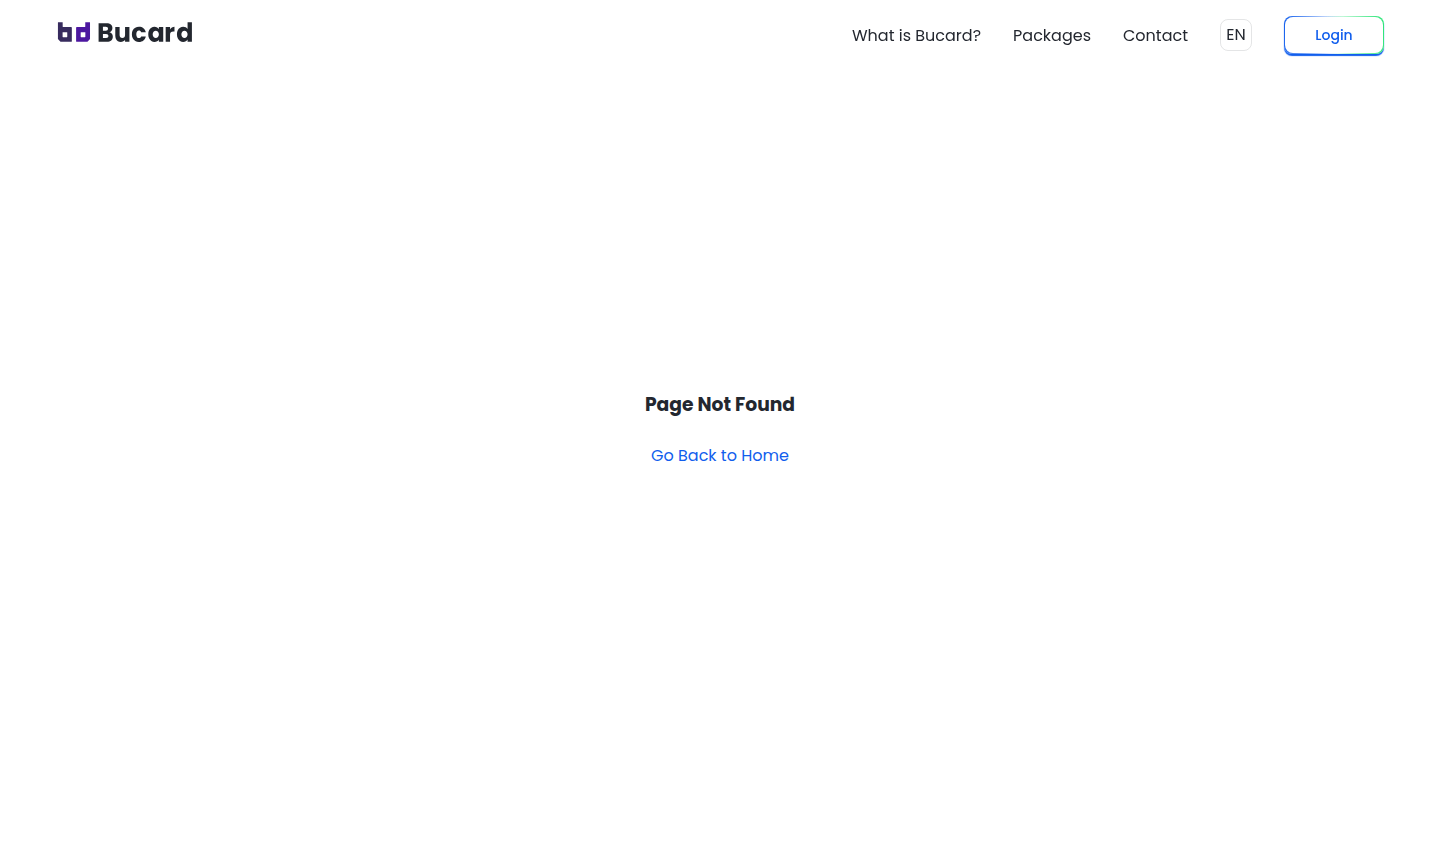 Bucard
What is Bucard?
Packages
Contact
EN
Login
Page Not Found
Go Back to Home